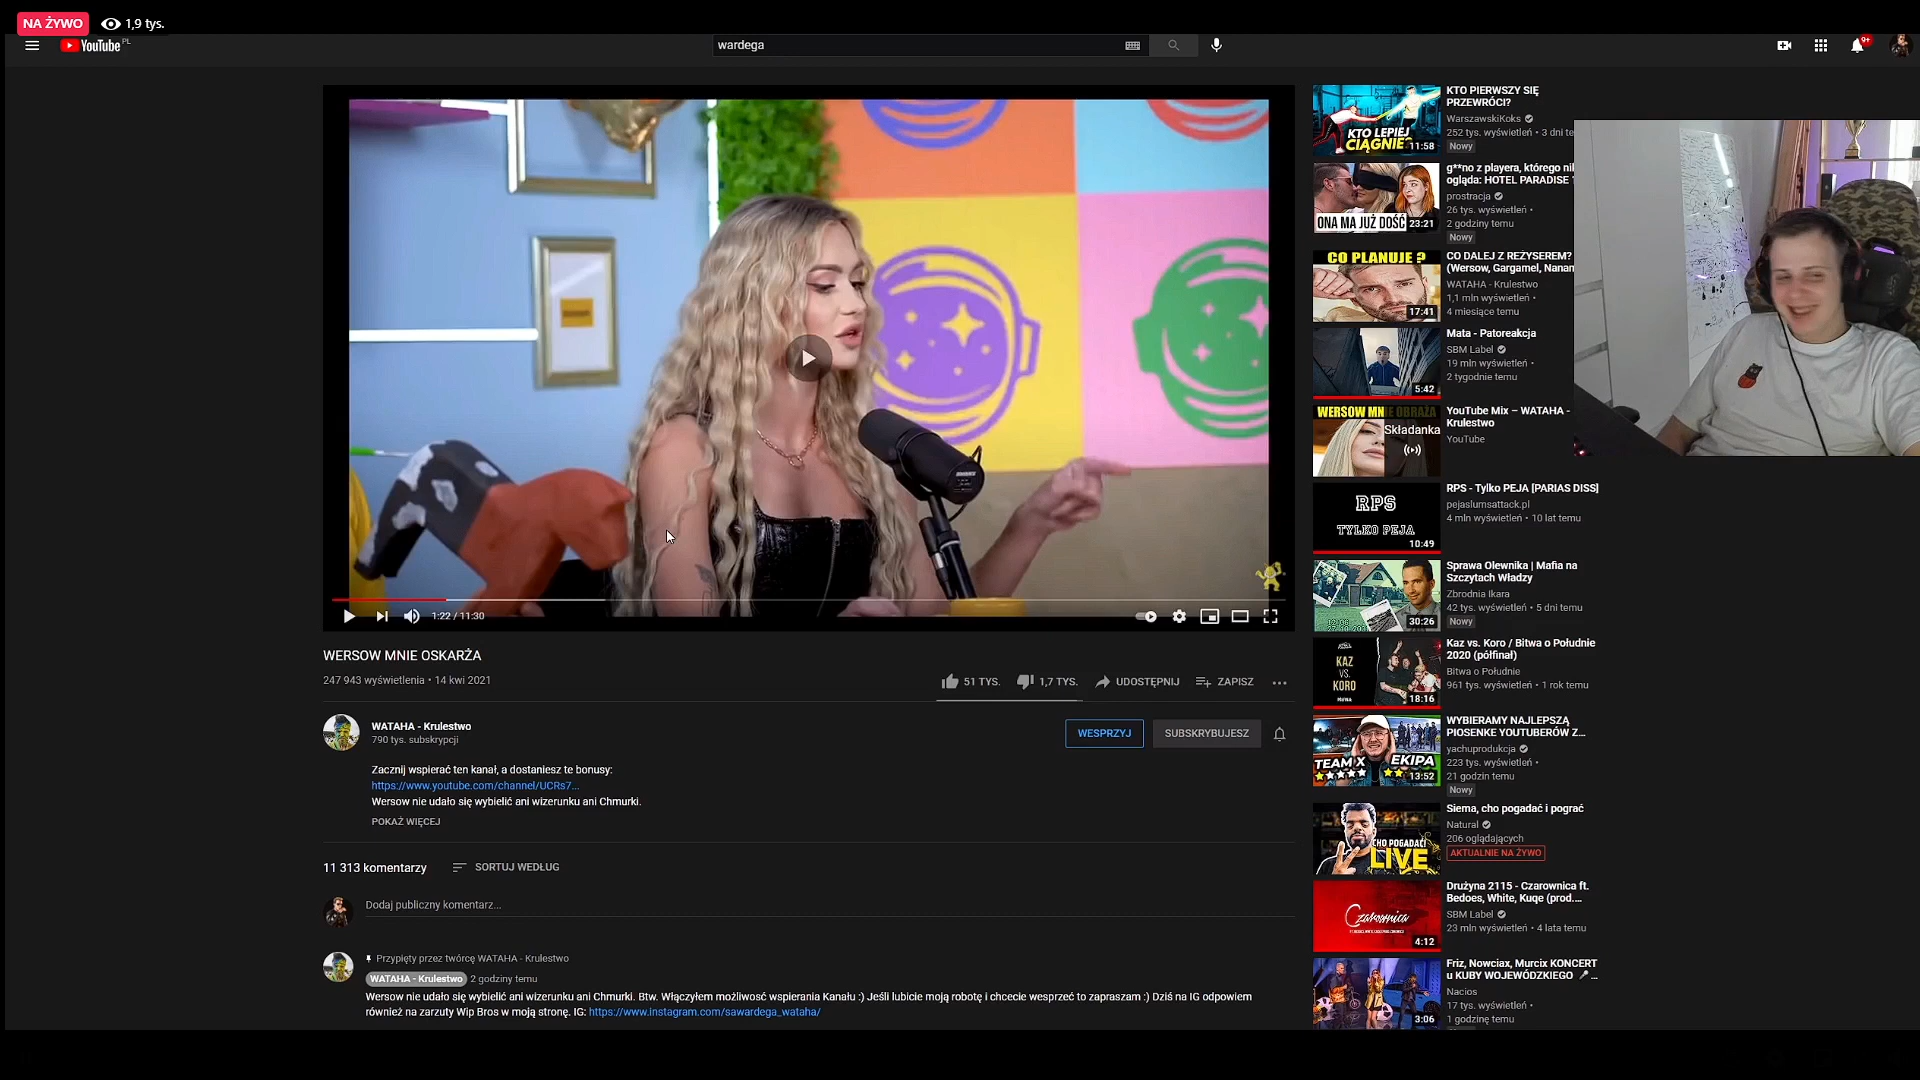 NA ŻYWO 1,9 tys.
YouTube PL
wardega
9+
1:22 / 11:30
WERSOW MNIE OSKARŻA
247 943 wyświetlenia • 14 kwi 2021
51 TYS. 1,7 TYS. UDOSTĘPNIJ ZAPISZ
WATAHA - Krulestwo
790 tys. subskrypcji
WESPRZYJ SUBSKRYBUJESZ
Zacznij wspierać ten kanał, a dostaniesz te bonusy:
https://www.youtube.com/channel/UCRs7...
Wersow nie udało się wybielić ani wizerunku ani Chmurki.
POKAŻ WIĘCEJ
11 313 komentarzy SORTUJ WEDŁUG
Dodaj publiczny komentarz...
Przypięty przez twórcę WATAHA - Krulestwo
WATAHA - Krulestwo 2 godziny temu
Wersow nie udało się wybielić ani wizerunku ani Chmurki. Btw. Włączyłem możliwosć wspierania Kanału :) Jeśli lubicie moją robotę i chcecie wesprzeć to zapraszam :) Dziś na IG odpowiem
również na zarzuty Wip Bros w moją stronę. IG: https://www.instagram.com/sawardega_wataha/
KTO LEPIEJ
CIĄGNIE?
11:58
KTO PIERWSZY SIĘ
PRZEWRÓCI?
WarszawskiKoks
252 tys. wyświetleń • 3 dni te
Nowy
ONA MA JUŻ DOŚĆ
23:21
g**no z playera, którego nik
ogląda: HOTEL PARADISE
prostracja
26 tys. wyświetleń •
2 godziny temu
Nowy
CO PLANUJE ?
17:41
CO DALEJ Z REŻYSEREM?
(Wersow, Gargamel, Nanan
WATAHA - Krulestwo
1,1 mln wyświetleń •
4 miesiące temu
5:42
Mata - Patoreakcja
SBM Label
19 mln wyświetleń •
2 tygodnie temu
WERSOW MNIE OBRAŻA
Składanka
YouTube Mix – WATAHA -
Krulestwo
YouTube
RPS
TYLKO PEJA
10:49
RPS - Tylko PEJA [PARIAS DISS]
pejaslumsattack.pl
4 mln wyświetleń • 10 lat temu
30:26
Sprawa Olewnika | Mafia na
Szczytach Władzy
Zbrodnia Ikara
42 tys. wyświetleń • 5 dni temu
Nowy
KAZ
VS.
KORO
18:16
Kaz vs. Koro / Bitwa o Południe
2020 (półfinał)
Bitwa o Południe
961 tys. wyświetleń • 1 rok temu
TEAM X EKIPA
13:52
WYBIERAMY NAJLEPSZĄ
PIOSENKE YOUTUBERÓW Z...
yachuprodukcja
223 tys. wyświetleń •
21 godzin temu
Nowy
CHO POGADAĆ!
LIVE
Siema, cho pogadać i pograć
Natural
206 oglądających
AKTUALNIE NA ŻYWO
Czarownica
4:12
Drużyna 2115 - Czarownica ft.
Bedoes, White, Kuqe (prod....
SBM Label
23 mln wyświetleń • 4 lata temu
3:06
Friz, Nowciax, Murcix KONCERT
u KUBY WOJEWÓDZKIEGO ...
Nacios
17 tys. wyświetleń •
1 godzinę temu